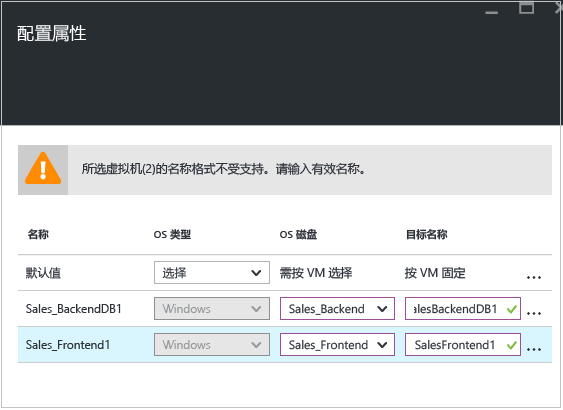 配置属性
所选虚拟机(2)的名称格式不受支持。请输入有效名称。
名称 OS 类型 OS 磁盘 目标名称
默认值 选择 需按 VM 选择 按 VM 固定 ...
Sales_BackendDB1 Windows Sales_Backend alesBackendDB1 ...
Sales_Frontend1 Windows Sales_Frontend SalesFrontend1 ...